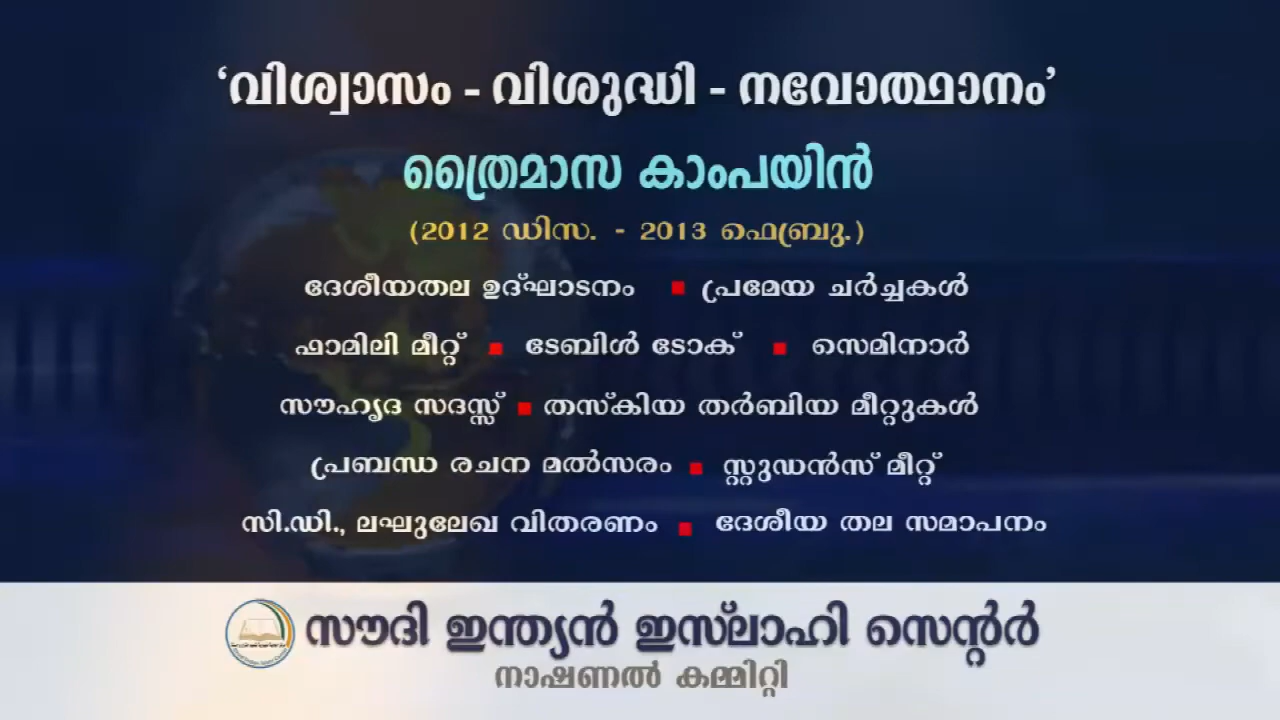 ‘വിശ്വാസം - വിശുദ്ധി - നവോത്ഥാനം’
ത്രൈമാസ കാംപയിൻ
(2012 ഡിസ. - 2013 ഫെബ്രു.)
ദേശീയതല ഉദ്ഘാടനം ▪ പ്രമേയ ചർച്ചകൾ
ഫാമിലി മീറ്റ് ▪ ടേബിൾ ടോക് ▪ സെമിനാർ
സൗഹൃദ സദസ്സ് ▪ തസ്കിയ തർബിയ മീറ്റുകൾ
പ്രബന്ധ രചന മൽസരം ▪ സ്റ്റുഡൻസ് മീറ്റ്
സി.ഡി., ലഘുലേഖ വിതരണം ▪ ദേശീയ തല സമാപനം
സൗദി ഇന്ത്യൻ ഇസ്‌ലാഹി സെന്റർ
നാഷണൽ കമ്മിറ്റി